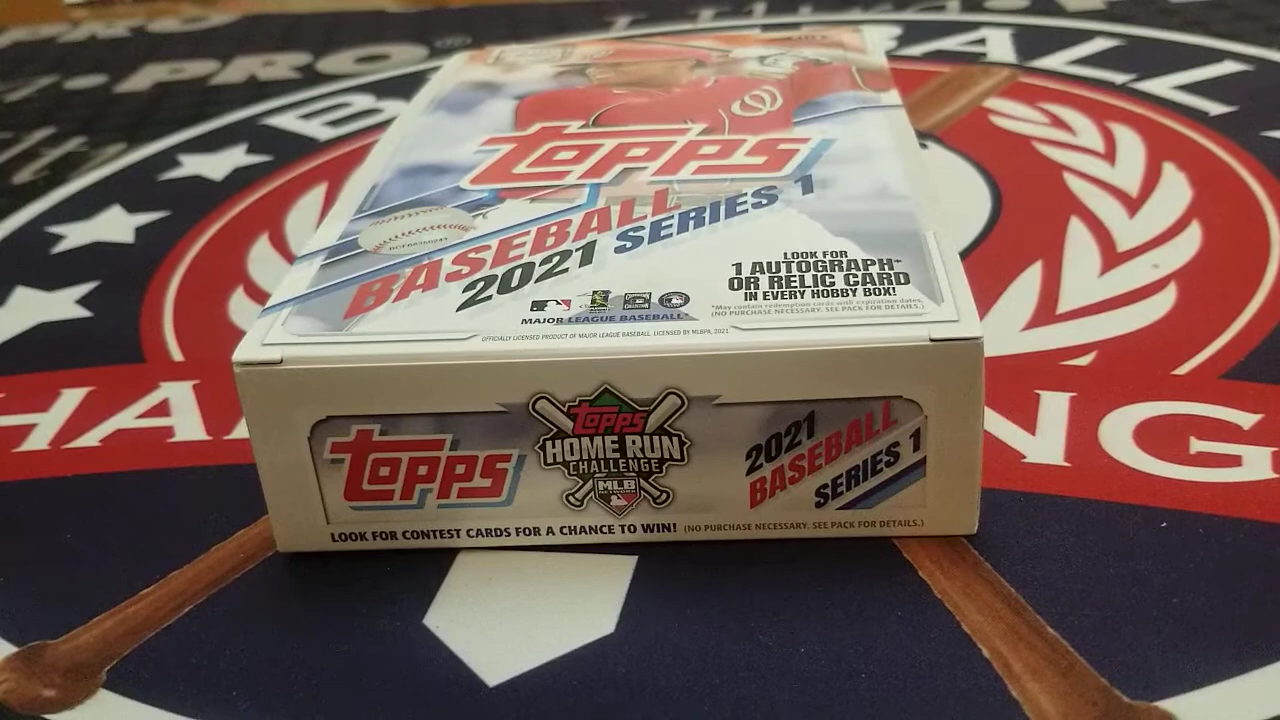 PRO
PRO
BALL
B
TOPPS
BASEBALL
2021 SERIES 1
LOOK FOR
1 AUTOGRAPH*
OR RELIC CARD
IN EVERY HOBBY BOX!
*May contain redemption cards with expiration dates.
(NO PURCHASE NECESSARY. SEE PACK FOR DETAILS.)
MAJOR LEAGUE BASEBALL
OFFICIALLY LICENSED PRODUCT OF MAJOR LEAGUE BASEBALL. LICENSED BY MLBPA, 2021
HA
NG
TOPPS
TOPPS
HOME RUN
CHALLENGE
MLB
NETWORK
2021
BASEBALL
SERIES 1
LOOK FOR CONTEST CARDS FOR A CHANCE TO WIN! (NO PURCHASE NECESSARY. SEE PACK FOR DETAILS.)